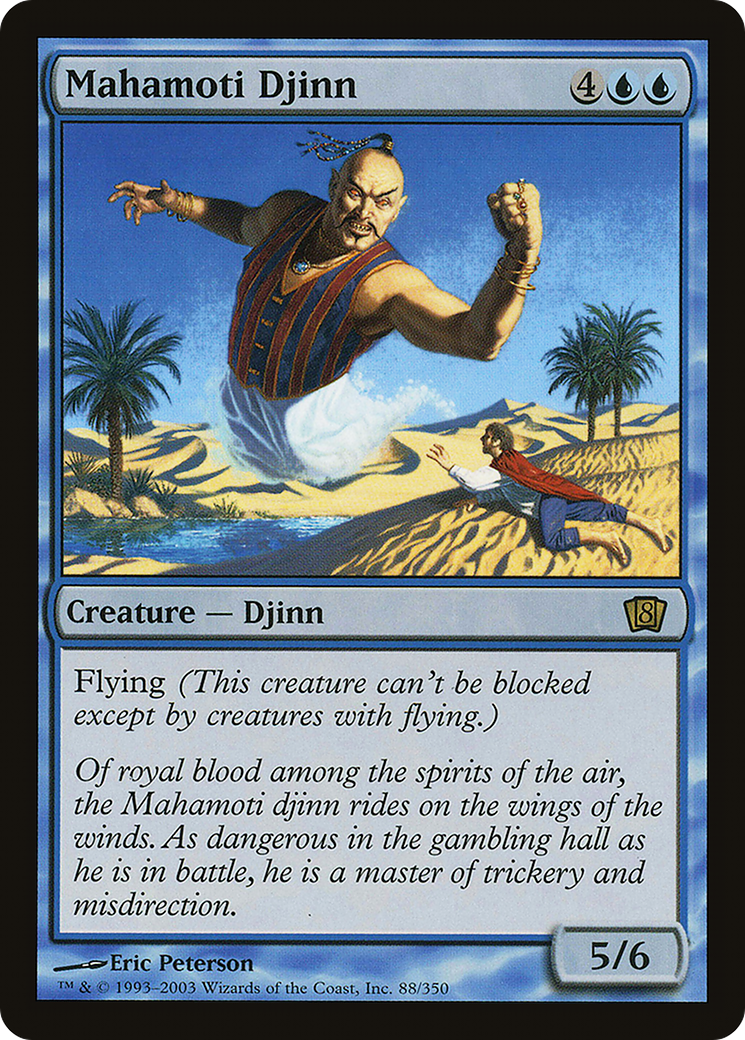 Mahamoti Djinn 4
Creature — Djinn 8
Flying (This creature can't be blocked
except by creatures with flying.)
Of royal blood among the spirits of the air,
the Mahamoti djinn rides on the wings of the
winds. As dangerous in the gambling hall as
he is in battle, he is a master of trickery and
misdirection.
5/6
Eric Peterson
™ & © 1993–2003 Wizards of the Coast, Inc. 88/350